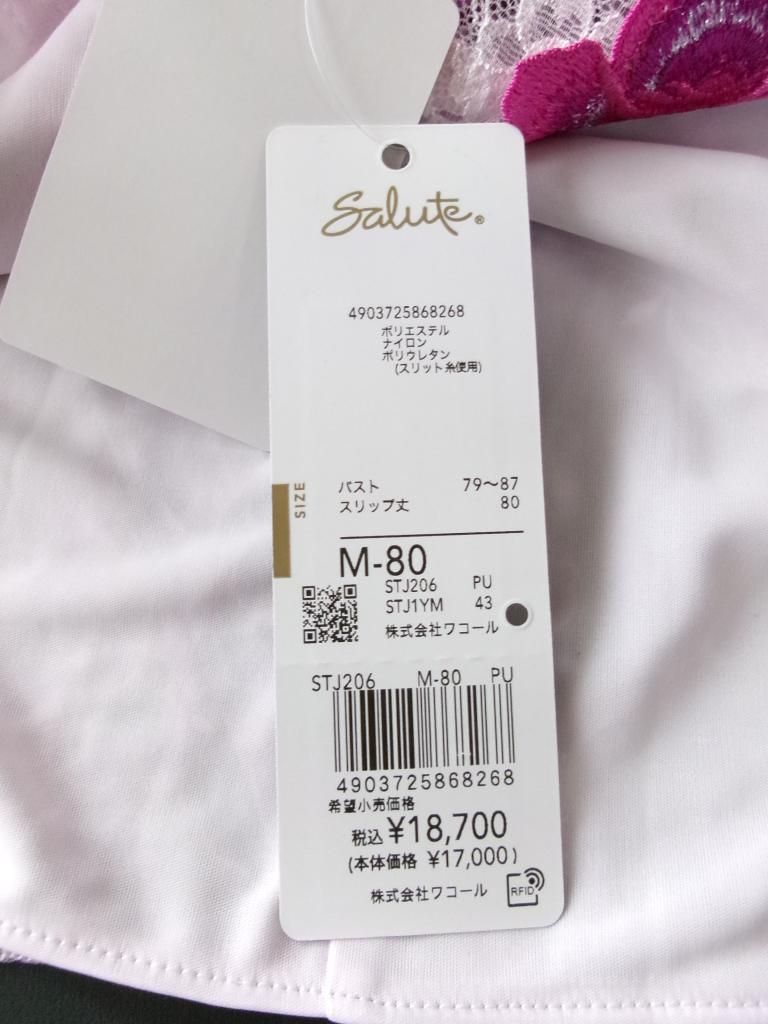 Salute®
4903725868268
ポリエステル
ナイロン
ポリウレタン
(スリット糸使用)
SIZE
バスト 79〜87
スリップ丈 80
M-80
STJ206 PU
STJ1YM 43
株式会社ワコール
STJ206 M-80 PU
4903725868268
希望小売価格
税込 ¥18,700
(本体価格 ¥17,000)
株式会社ワコール
RFID